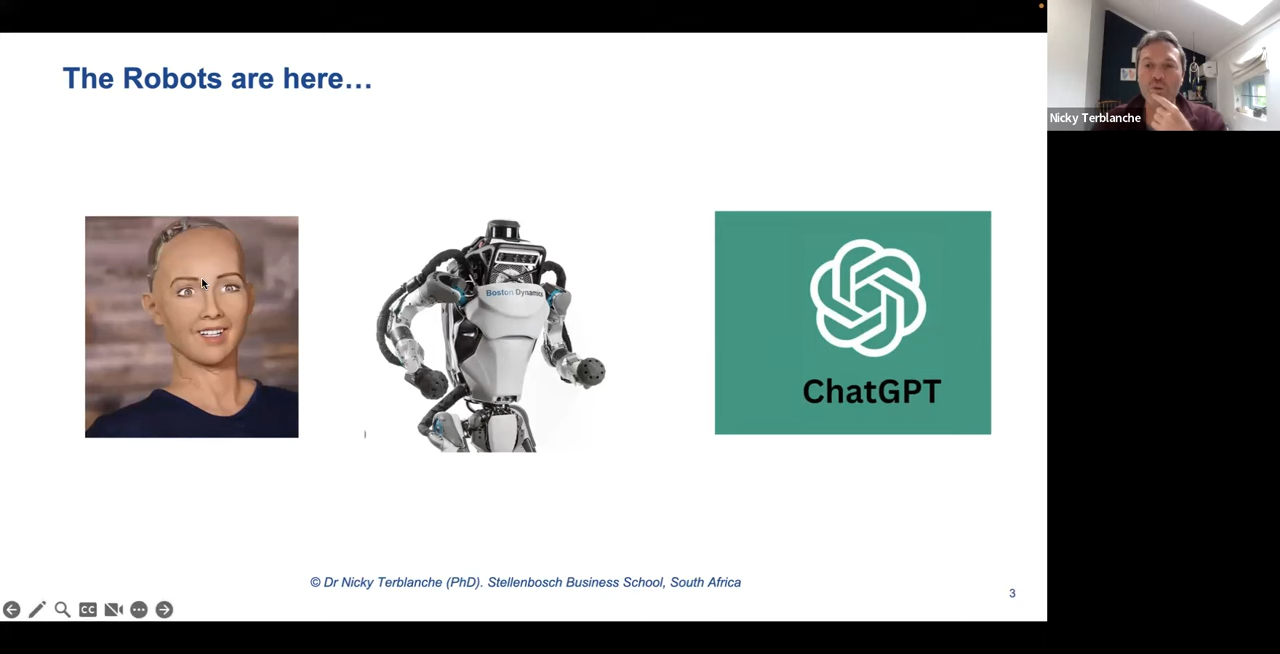 The Robots are here…
Nicky Terblanche
Boston Dynamics
ChatGPT
© Dr Nicky Terblanche (PhD). Stellenbosch Business School, South Africa
3
CC